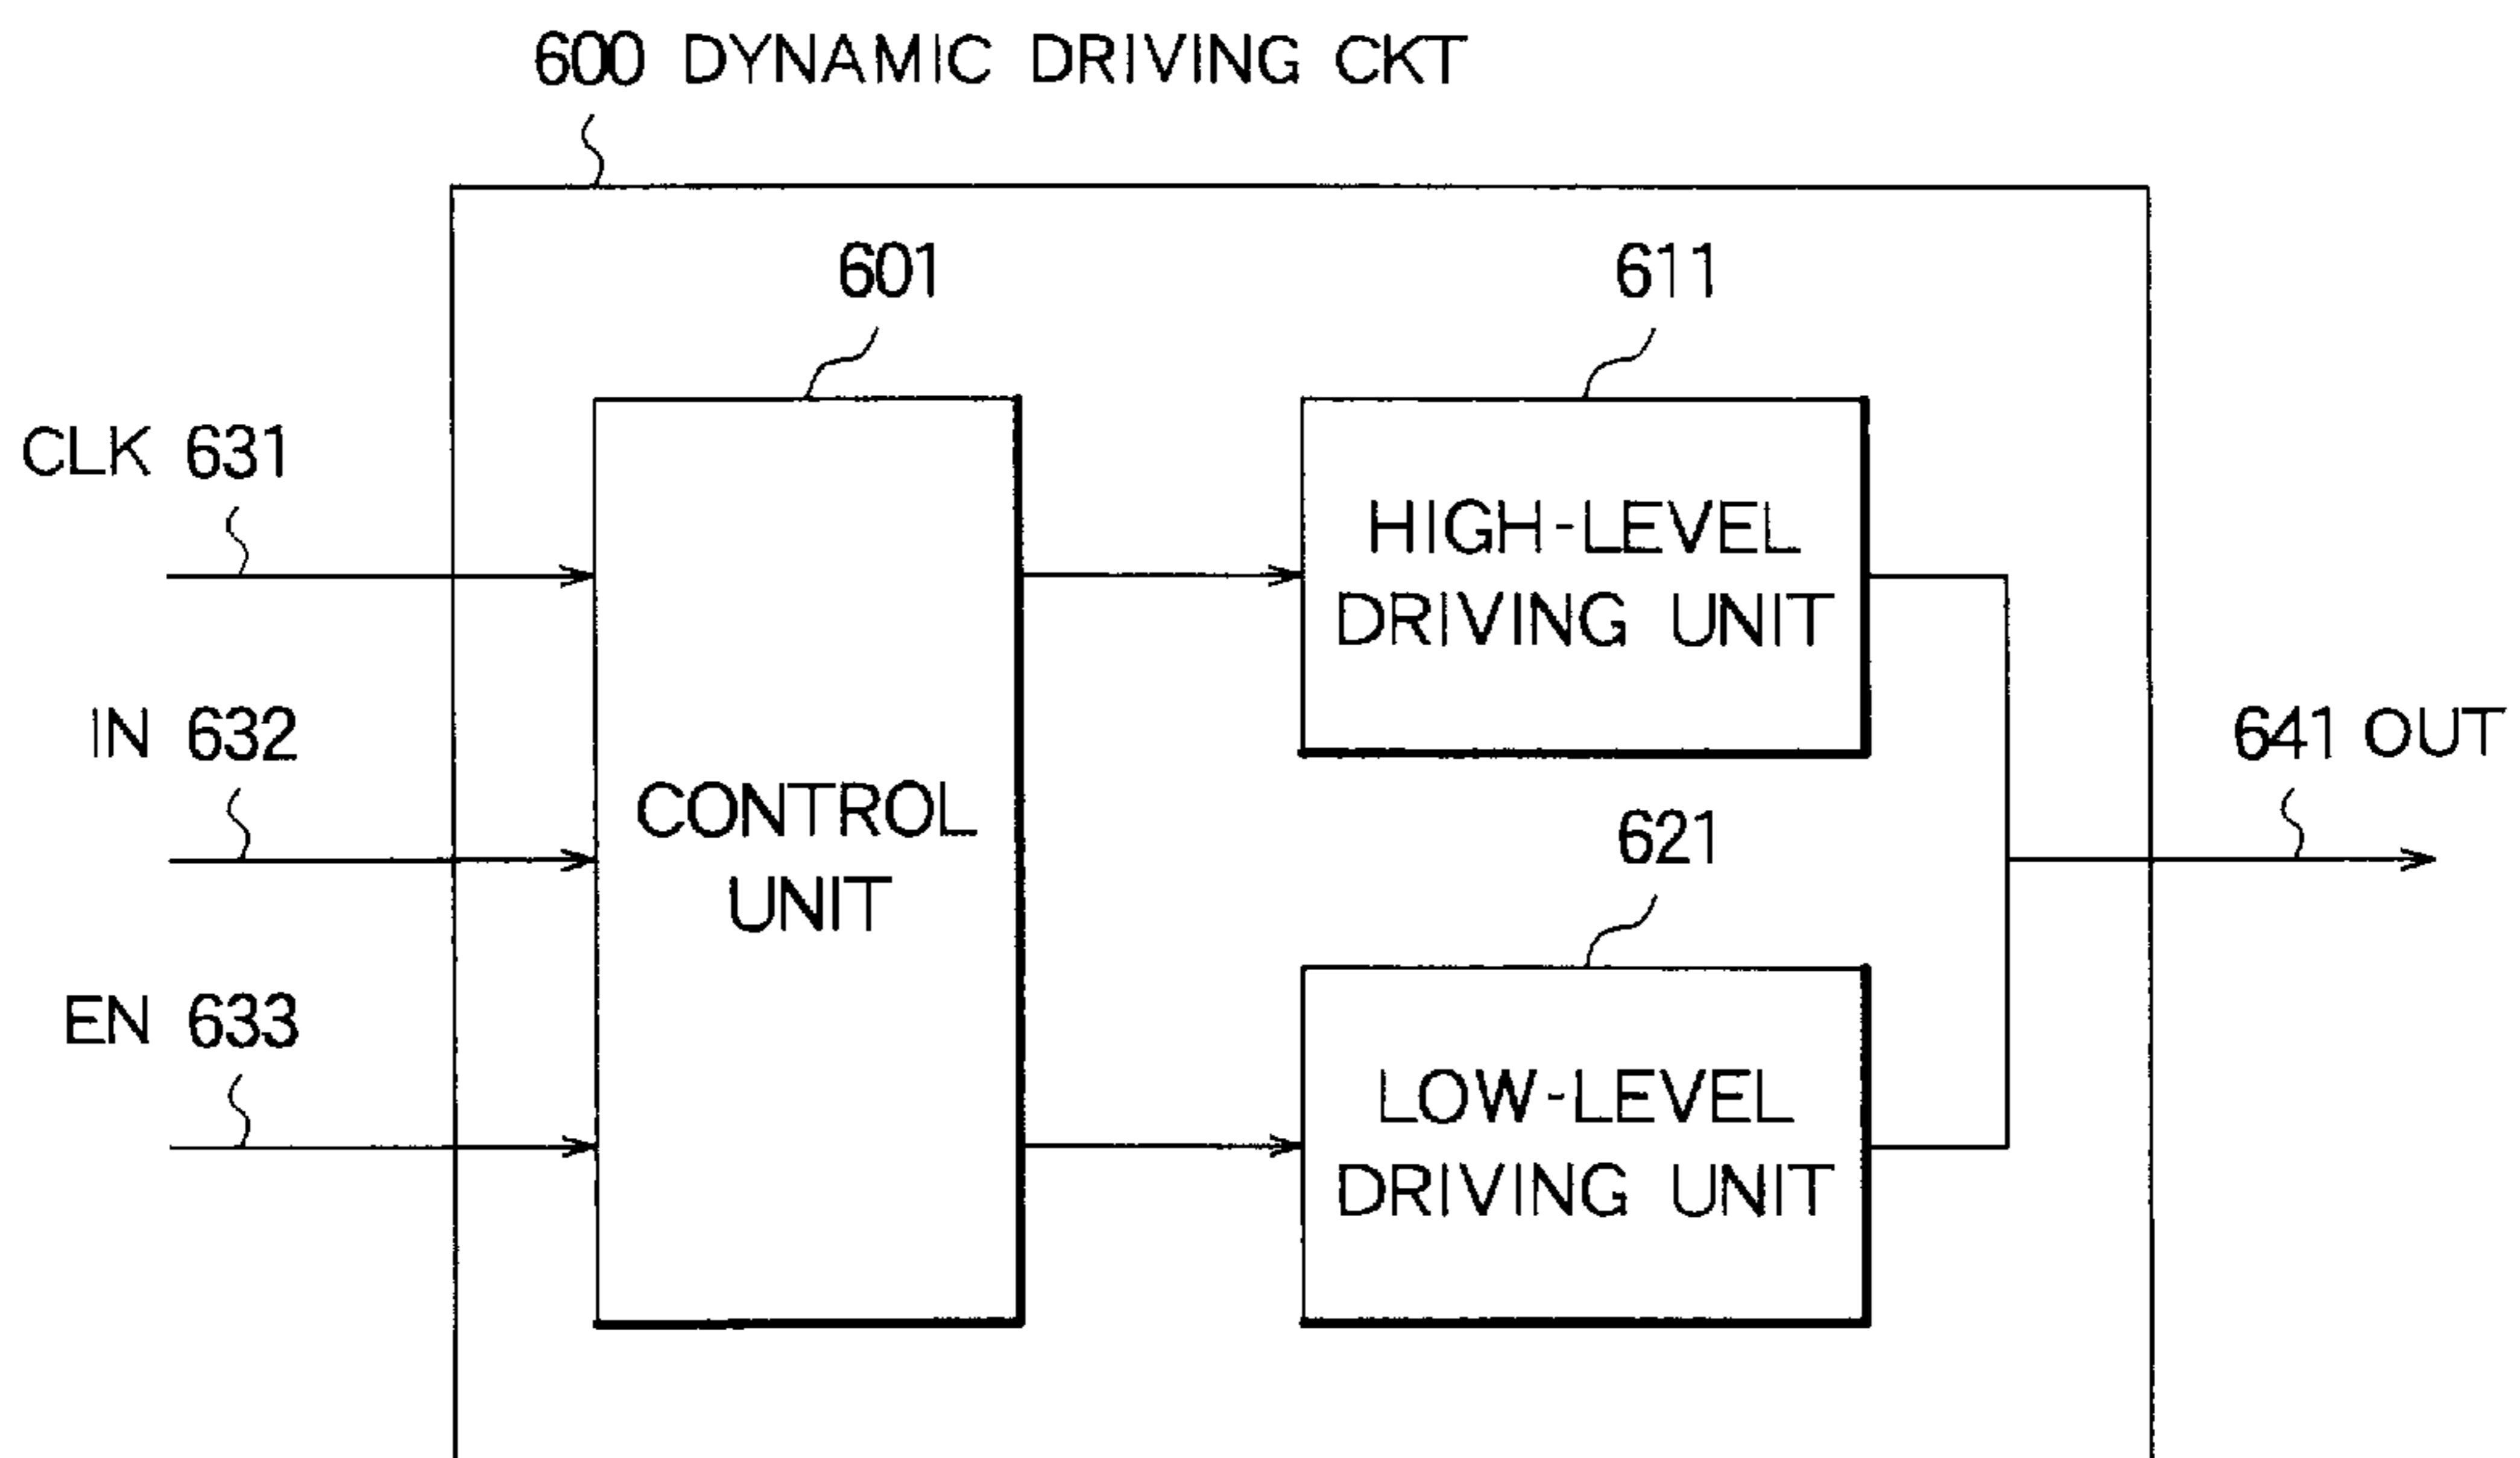 600 DYNAMIC DRIVING CKT
601
611
CLK 631
HIGH-LEVEL
DRIVING UNIT
IN 632
641 OUT
CONTROL
UNIT
621
EN 633
LOW-LEVEL
DRIVING UNIT